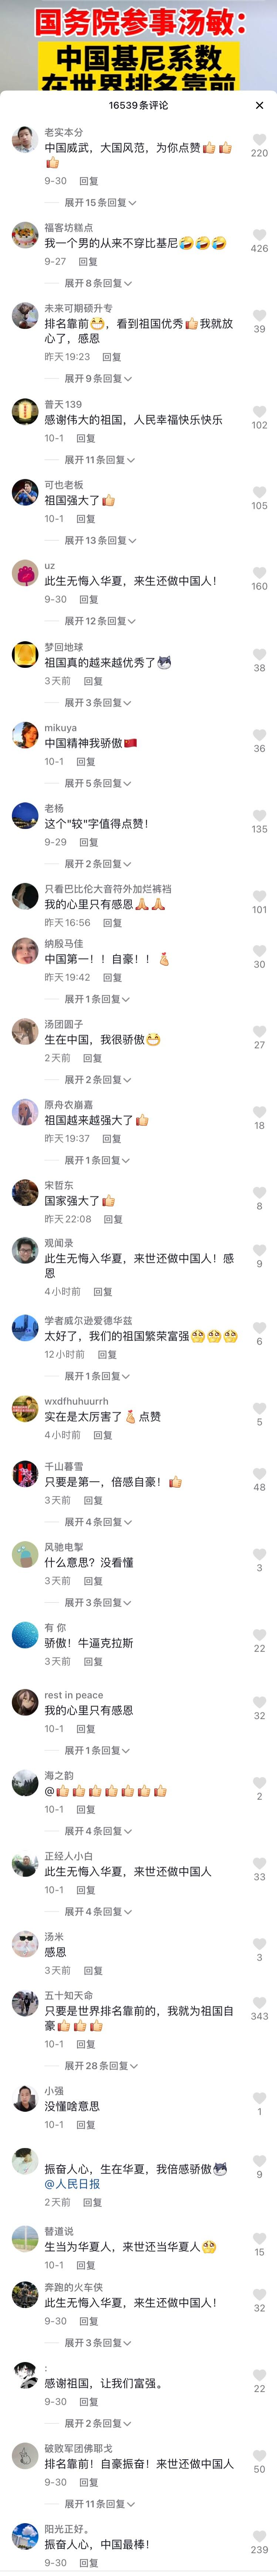 国务院参事汤敏:
中国基尼系数
在世界排名靠前
16539条评论
老实本分
中国威武，大国风范，为你点赞👍👍
👍
9-30 回复
220
展开15条回复
福客坊糕点
我一个男的从来不穿比基尼🤣🤣🤣
9-27 回复
426
展开8条回复
未来可期硕升专
排名靠前😁，看到祖国优秀👍我就放
心了，感恩
昨天19:23 回复
39
展开9条回复
普天139
感谢伟大的祖国，人民幸福快乐快乐
10-1 回复
102
展开11条回复
可也老板
祖国强大了👍
10-1 回复
105
展开13条回复
uz
此生无悔入华夏，来生还做中国人！
9-30 回复
160
展开12条回复
梦回地球
祖国真的越来越优秀了
3天前 回复
38
展开3条回复
mikuya
中国精神我骄傲🇨🇳
10-1 回复
36
展开5条回复
老杨
这个"较"字值得点赞！
9-29 回复
135
展开2条回复
只看巴比伦大音符外加烂裤裆
我的心里只有感恩🙏🙏
昨天16:56 回复
101
纳殷马佳
中国第一！！自豪！！🫰
昨天19:42 回复
30
展开1条回复
汤团圆子
生在中国，我很骄傲😁
2天前 回复
27
展开2条回复
原舟农崩嘉
祖国越来越强大了👍
昨天19:37 回复
18
展开1条回复
宋哲东
国家强大了👍
昨天22:08 回复
8
观闻录
此生无悔入华夏，来世还做中国人！感
恩
4小时前 回复
9
学者威尔逊爱德华兹
太好了，我们的祖国繁荣富强🥹🥹🥹
12小时前 回复
6
展开1条回复
wxdfhuhuurrh
实在是太厉害了🫰点赞
4小时前 回复
5
千山暮雪
只要是第一，倍感自豪！👍
3天前 回复
48
展开4条回复
风驰电掣
什么意思？没看懂
3天前 回复
3
展开3条回复
有 你
骄傲！牛逼克拉斯
3天前 回复
22
rest in peace
我的心里只有感恩
10-1 回复
32
展开1条回复
海之韵
@👍👍👍👍👍👍👍
10-1 回复
2
展开4条回复
正经人小白
此生无悔入华夏，来世还做中国人
10-1 回复
33
展开4条回复
汤米
感恩
3天前 回复
3
五十知天命
只要是世界排名靠前的，我就为祖国自
豪👍👍👍
10-1 回复
343
展开28条回复
小强
没懂啥意思
10-1 回复
1
振奋人心，生在华夏，我倍感骄傲
@人民日报
2天前 回复
9
替道说
生当为华夏人，来世还当华夏人🥹
10-1 回复
15
奔跑的火车侠
此生无悔入华夏，来生还做中国人！
9-30 回复
32
展开3条回复
:
感谢祖国，让我们富强。
9-30 回复
22
展开2条回复
破败军团佛耶戈
排名靠前！自豪振奋！来世还做中国人
9-30 回复
50
展开11条回复
阳光正好。
振奋人心，中国最棒！
9-30 回复
239